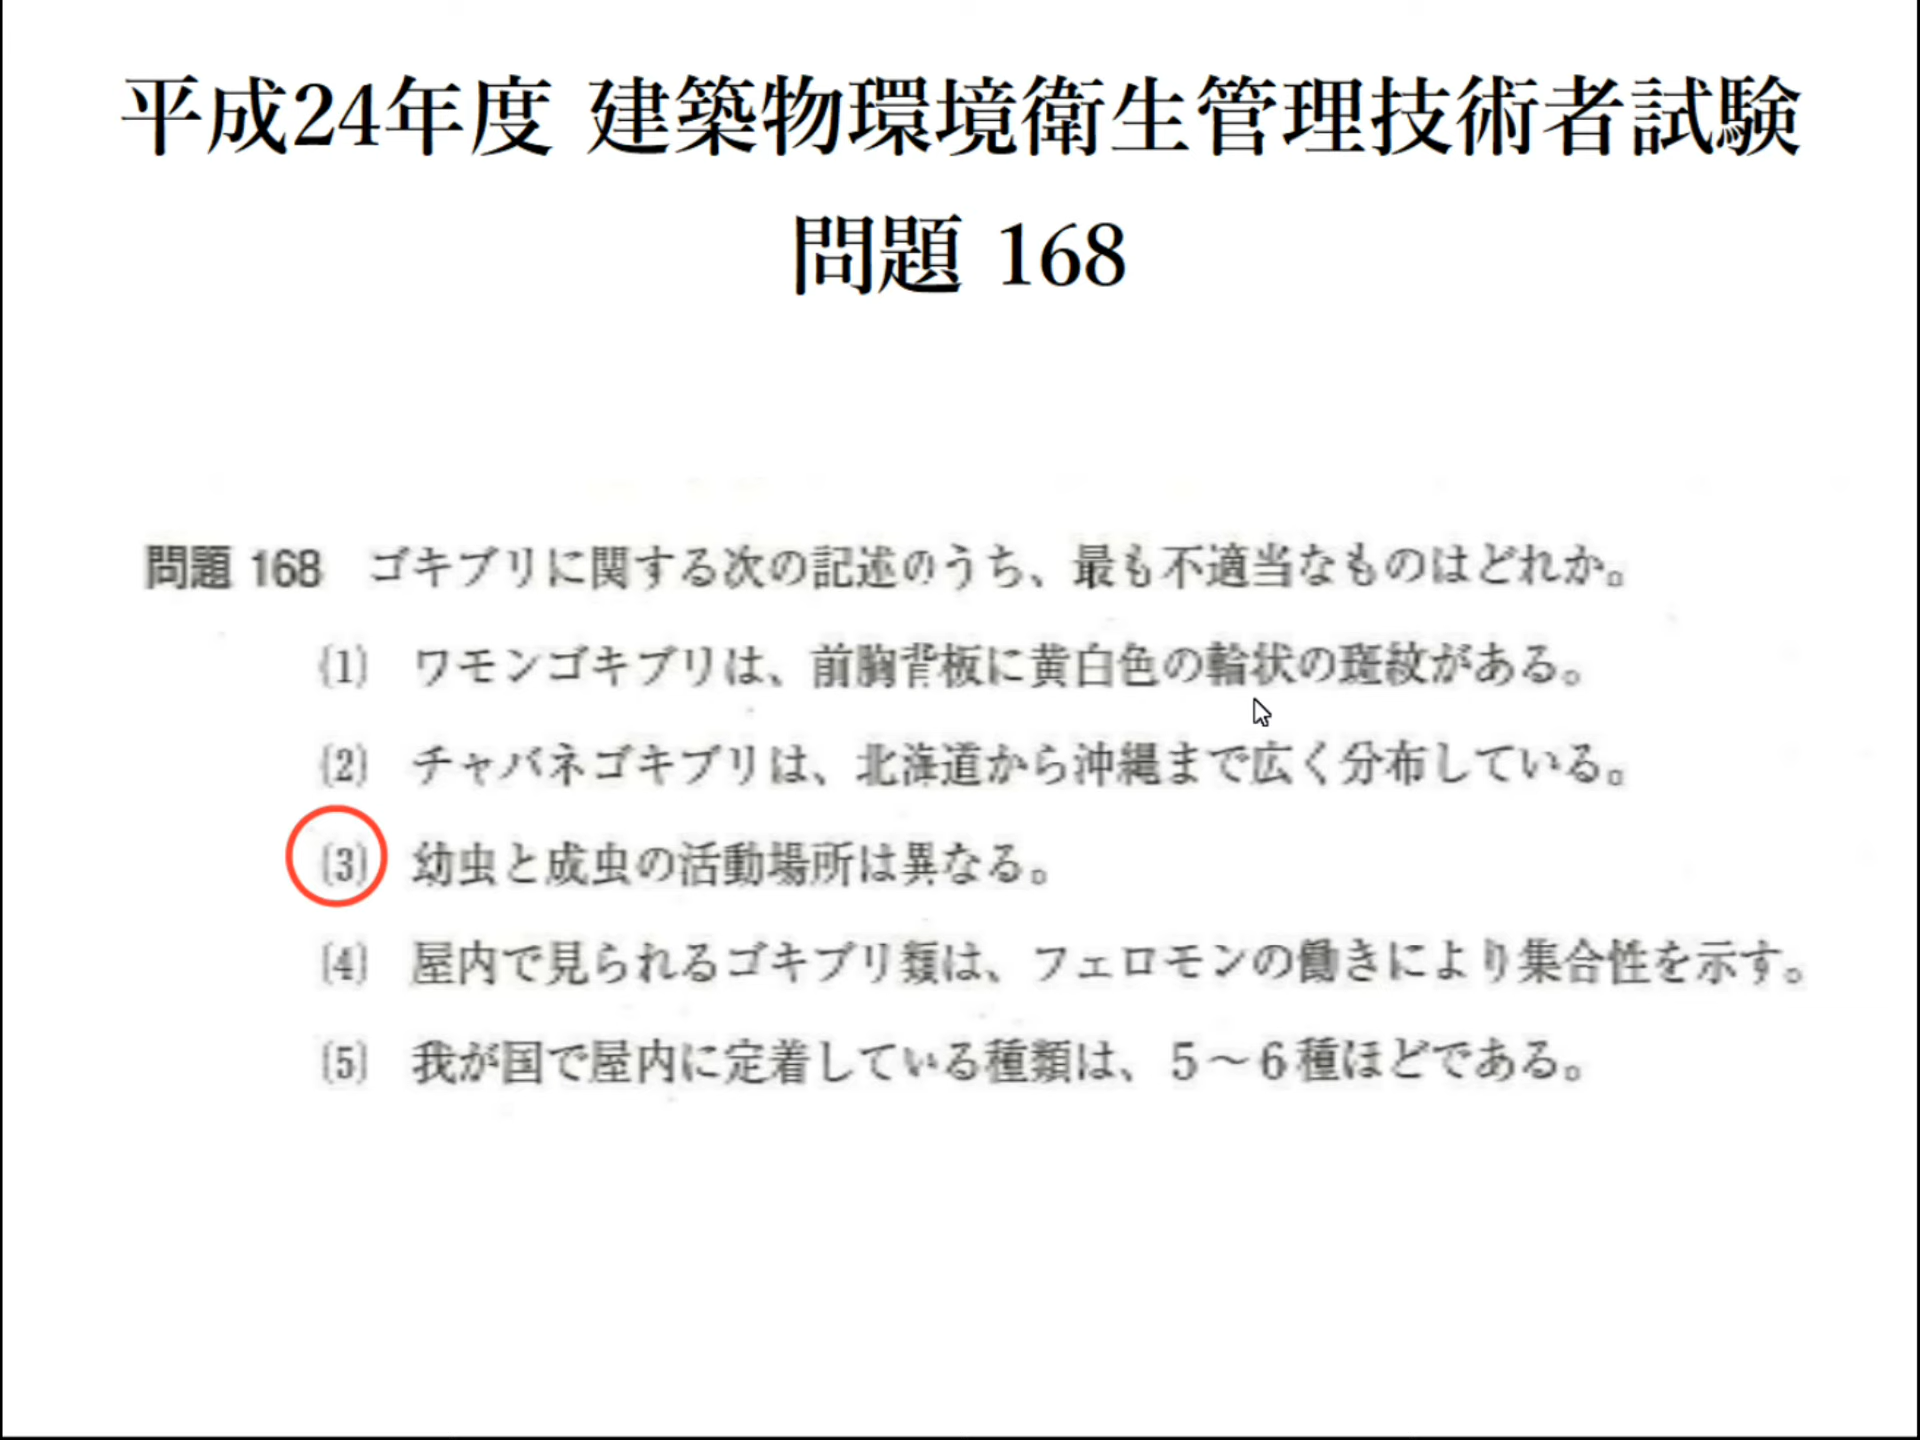 平成24年度 建築物環境衛生管理技術者試験
問題 168
問題 168 ゴキブリに関する次の記述のうち、最も不適当なものはどれか。
(1) ワモンゴキブリは、前胸背板に黄白色の輪状の斑紋がある。
(2) チャバネゴキブリは、北海道から沖縄まで広く分布している。
(3) 幼虫と成虫の活動場所は異なる。
(4) 屋内で見られるゴキブリ類は、フェロモンの働きにより集合性を示す。
(5) 我が国で屋内に定着している種類は、5〜6種ほどである。